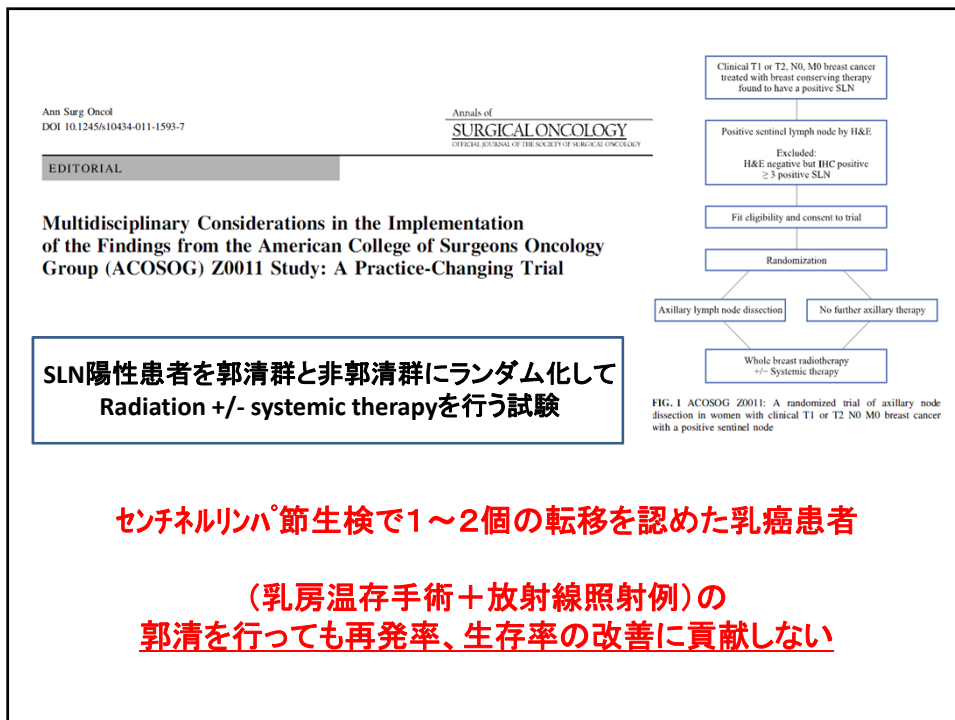 Ann Surg Oncol
DOI 10.1245/s10434-011-1593-7
Annals of
SURGICAL ONCOLOGY
OFFICIAL JOURNAL OF THE SOCIETY OF SURGICAL ONCOLOGY
EDITORIAL
Multidisciplinary Considerations in the Implementation
of the Findings from the American College of Surgeons Oncology
Group (ACOSOG) Z0011 Study: A Practice-Changing Trial
Clinical T1 or T2, N0, M0 breast cancer
treated with breast conserving therapy
found to have a positive SLN
Positive sentinel lymph node by H&E
Excluded:
H&E negative but IHC positive
≥ 3 positive SLN
Fit eligibility and consent to trial
Randomization
Axillary lymph node dissection
No further axillary therapy
Whole breast radiotherapy
+/− Systemic therapy
FIG. 1 ACOSOG Z0011: A randomized trial of axillary node
dissection in women with clinical T1 or T2 N0 M0 breast cancer
with a positive sentinel node
SLN陽性患者を郭清群と非郭清群にランダム化して
Radiation +/- systemic therapyを行う試験
ｾﾝﾁﾈﾙﾘﾝﾊﾟ節生検で１～２個の転移を認めた乳癌患者
（乳房温存手術＋放射線照射例）の
郭清を行っても再発率、生存率の改善に貢献しない